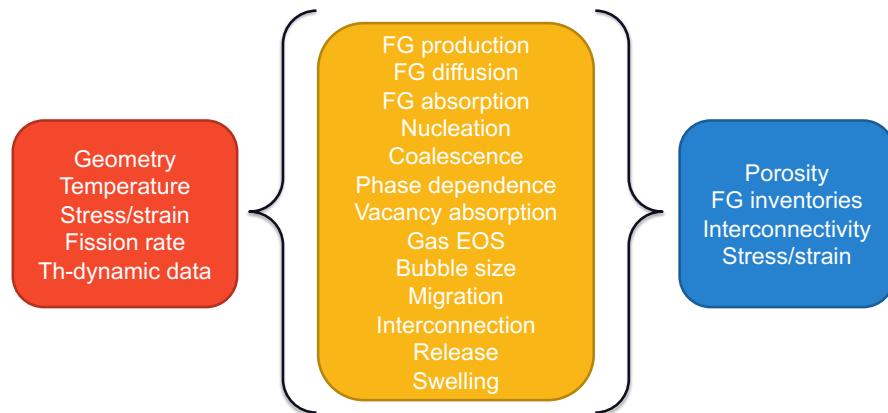 Geometry
Temperature
Stress/strain
Fission rate
Th-dynamic data
FG production
FG diffusion
FG absorption
Nucleation
Coalescence
Phase dependence
Vacancy absorption
Gas EOS
Bubble size
Migration
Interconnection
Release
Swelling
Porosity
FG inventories
Interconnectivity
Stress/strain